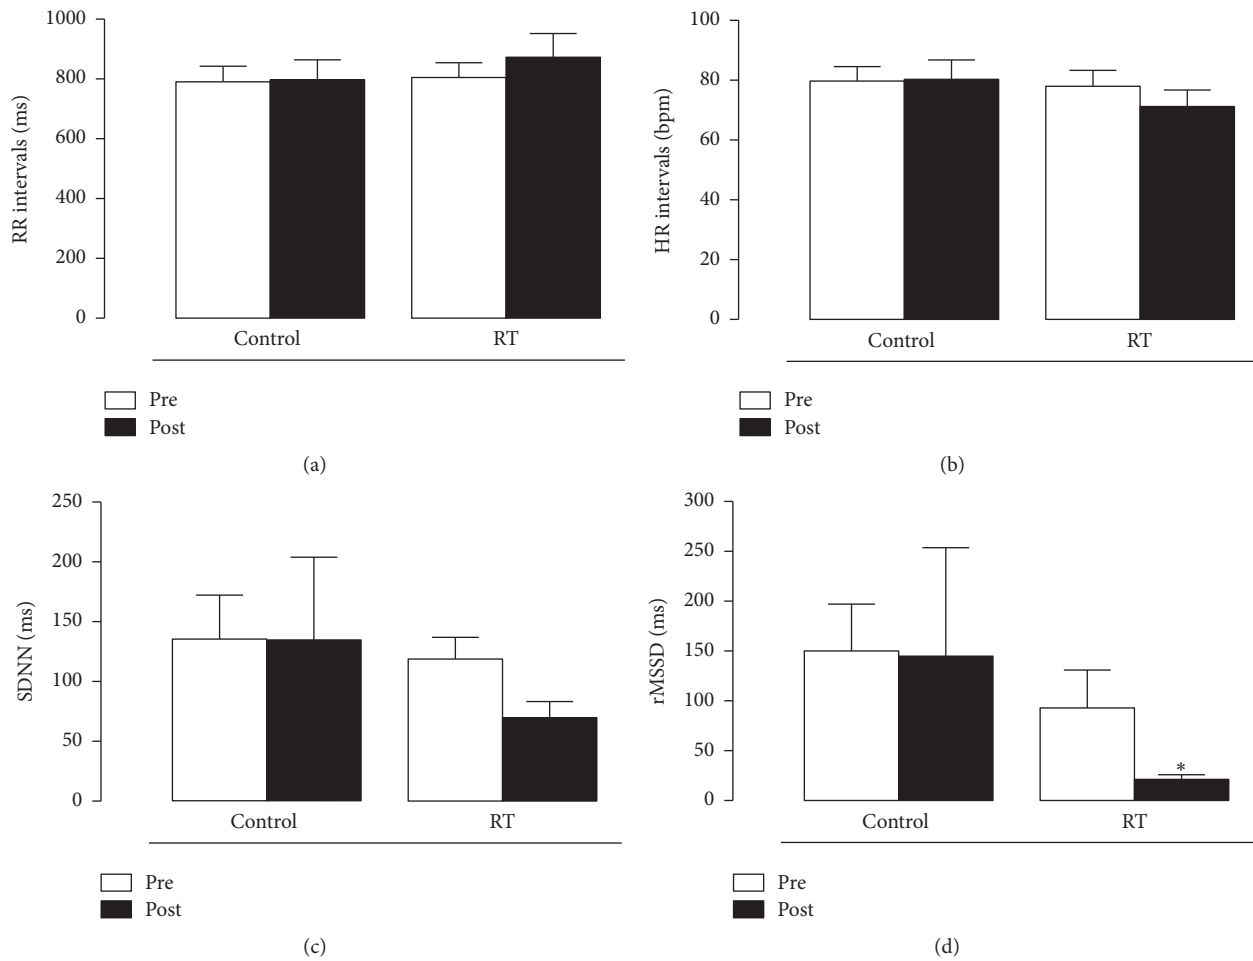 1000
800
600
400
200
0
RR intervals (ms)
Control
RT
Pre
Post
(a)
100
80
60
40
20
0
HR intervals (bpm)
Control
RT
Pre
Post
(b)
250
200
150
100
50
0
SDNN (ms)
Control
RT
Pre
Post
(c)
300
250
200
150
100
50
0
rMSSD (ms)
*
Control
RT
Pre
Post
(d)